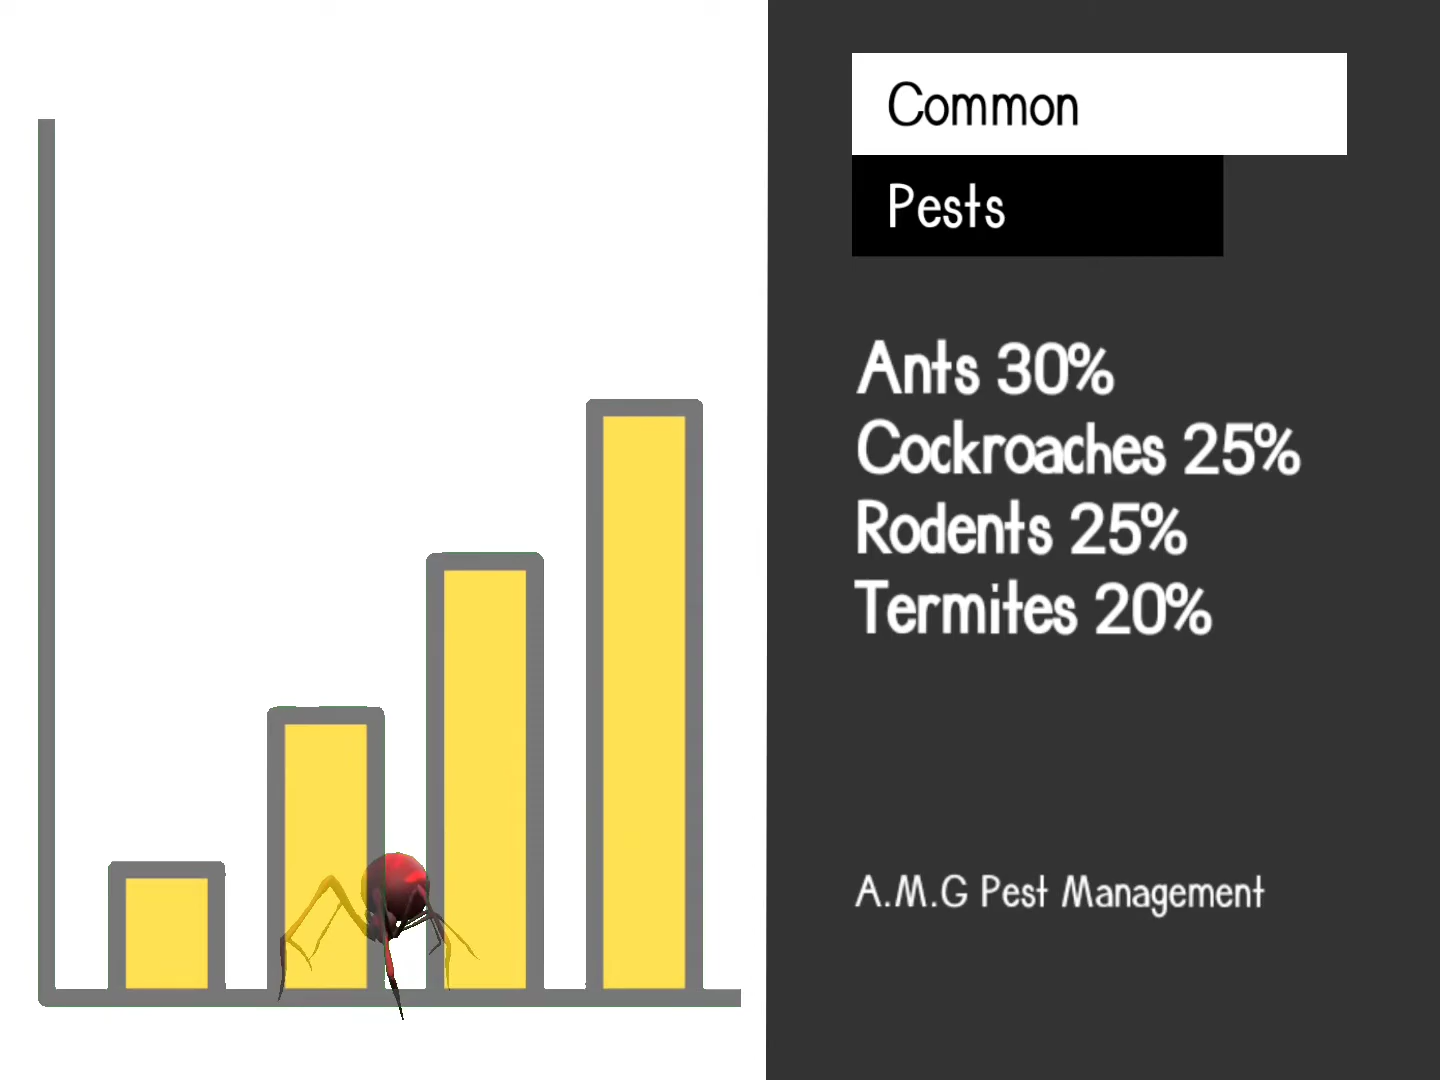 Common
Pests
Ants 30%
Cockroaches 25%
Rodents 25%
Termites 20%
A.M.G Pest Management